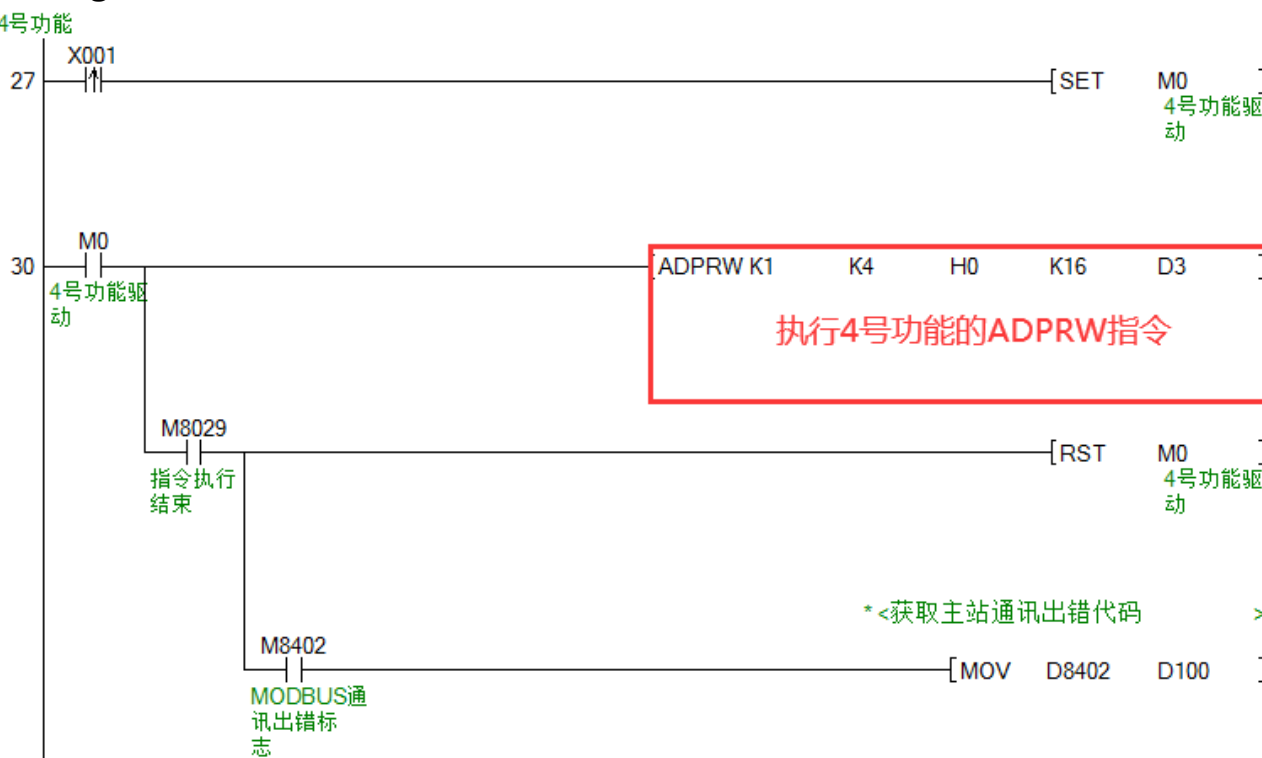 4号功能
X001
27
SET M0
4号功能驱
动
M0
30
ADPRW K1 K4 H0 K16 D3
4号功能驱
动
执行4号功能的ADPRW指令
M8029
RST M0
指令执行
结束
4号功能驱
动
*<获取主站通讯出错代码 >
M8402
MOV D8402 D100
MODBUS通
讯出错标
志